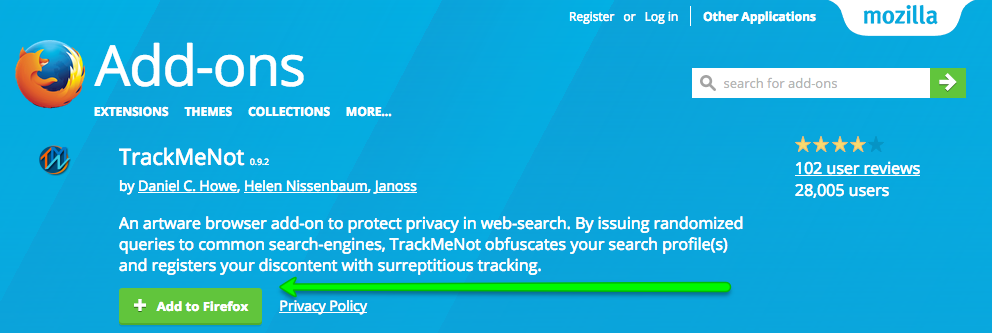 Register or Log in Other Applications mozilla
Add-ons
EXTENSIONS THEMES COLLECTIONS MORE...
search for add-ons
TM
TrackMeNot 0.9.2
by Daniel C. Howe, Helen Nissenbaum, Janoss
102 user reviews
28,005 users
An artware browser add-on to protect privacy in web-search. By issuing randomized
queries to common search-engines, TrackMeNot obfuscates your search profile(s)
and registers your discontent with surreptitious tracking.
+ Add to Firefox Privacy Policy